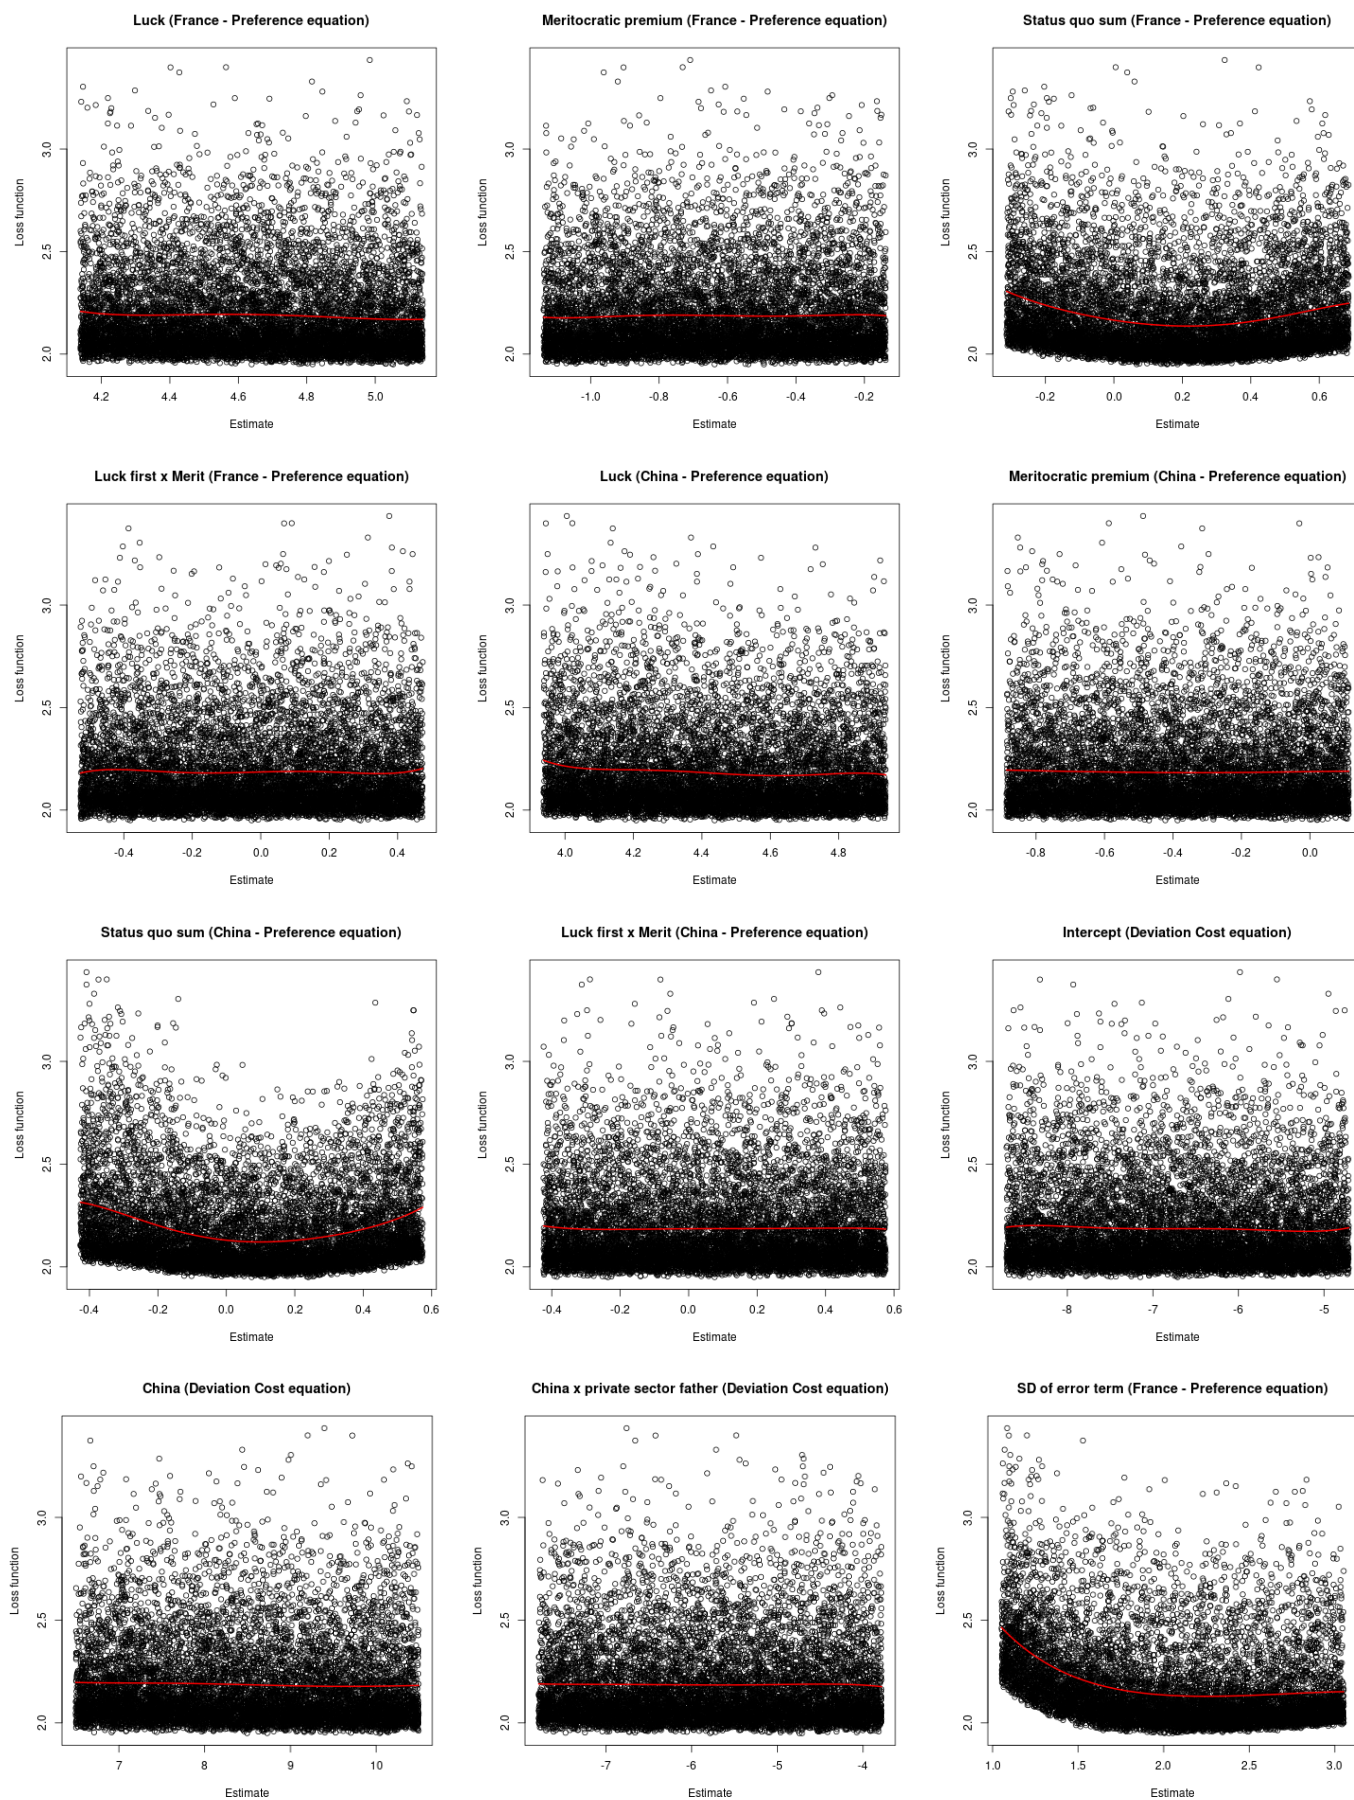 Luck (France - Preference equation)
Loss function
3.0
2.5
2.0
4.2 4.4 4.6 4.8 5.0
Estimate
Meritocratic premium (France - Preference equation)
Loss function
3.0
2.5
2.0
-1.0 -0.8 -0.6 -0.4 -0.2
Estimate
Status quo sum (France - Preference equation)
Loss function
3.0
2.5
2.0
-0.2 0.0 0.2 0.4 0.6
Estimate
Luck first x Merit (France - Preference equation)
Loss function
3.0
2.5
2.0
-0.4 -0.2 0.0 0.2 0.4
Estimate
Luck (China - Preference equation)
Loss function
3.0
2.5
2.0
4.0 4.2 4.4 4.6 4.8
Estimate
Meritocratic premium (China - Preference equation)
Loss function
3.0
2.5
2.0
-0.8 -0.6 -0.4 -0.2 0.0
Estimate
Status quo sum (China - Preference equation)
Loss function
3.0
2.5
2.0
-0.4 -0.2 0.0 0.2 0.4 0.6
Estimate
Luck first x Merit (China - Preference equation)
Loss function
3.0
2.5
2.0
-0.4 -0.2 0.0 0.2 0.4 0.6
Estimate
Intercept (Deviation Cost equation)
Loss function
3.0
2.5
2.0
-8 -7 -6 -5
Estimate
China (Deviation Cost equation)
Loss function
3.0
2.5
2.0
7 8 9 10
Estimate
China x private sector father (Deviation Cost equation)
Loss function
3.0
2.5
2.0
-7 -6 -5 -4
Estimate
SD of error term (France - Preference equation)
Loss function
3.0
2.5
2.0
1.0 1.5 2.0 2.5 3.0
Estimate